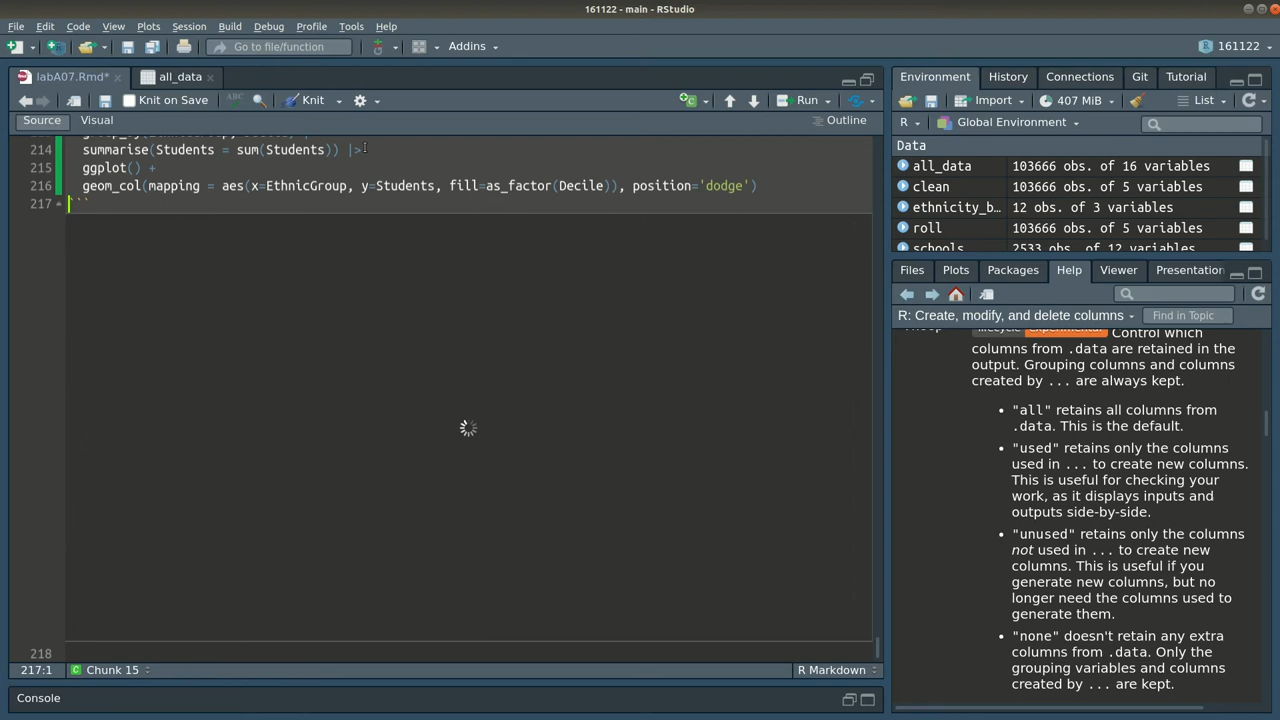 161122 - main - RStudio
File Edit Code View Plots Session Build Debug Profile Tools Help
Go to file/function Addins 161122
labA07.Rmd* all_data
Knit on Save ABC Knit Run
Source Visual Outline
214 summarise(Students = sum(Students)) |>
215 ggplot() +
216 geom_col(mapping = aes(x=EthnicGroup, y=Students, fill=as_factor(Decile)), position='dodge')
217 ```
218
217:1 Chunk 15 R Markdown
Console
Environment History Connections Git Tutorial
Import 407 MiB List
R Global Environment
Data
all_data 103666 obs. of 16 variables
clean 103666 obs. of 5 variables
ethnicity_b… 12 obs. of 3 variables
roll 103666 obs. of 5 variables
schools 2533 obs. of 12 variables
Files Plots Packages Help Viewer Presentation
R: Create, modify, and delete columns Find in Topic
lifecycle experimental Control which
columns from .data are retained in the
output. Grouping columns and columns
created by ... are always kept.
• "all" retains all columns from
.data. This is the default.
• "used" retains only the columns
used in ... to create new columns.
This is useful for checking your
work, as it displays inputs and
outputs side-by-side.
• "unused" retains only the columns
not used in ... to create new
columns. This is useful if you
generate new columns, but no
longer need the columns used to
generate them.
• "none" doesn't retain any extra
columns from .data. Only the
grouping variables and columns
created by ... are kept.